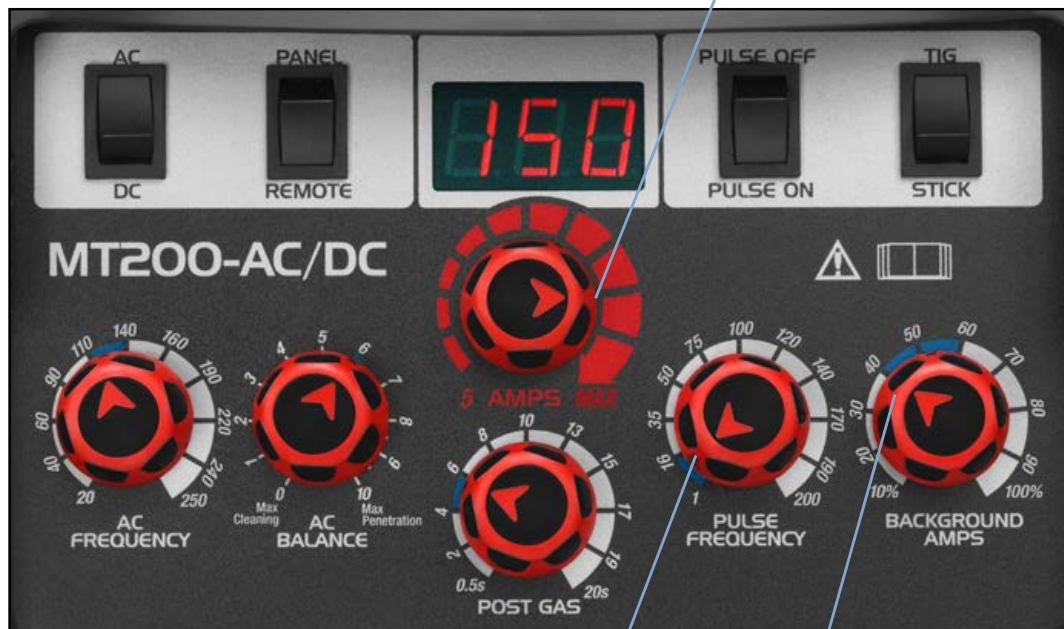 AC
DC
PANEL
REMOTE
150
PULSE OFF
PULSE ON
TIG
STICK
MT200-AC/DC
5 AMPS MAX
20
40
60
90
110
140
160
190
220
240
250
AC
FREQUENCY
0
1
2
3
4
5
6
7
8
9
10
Max
Cleaning
Max
Penetration
AC
BALANCE
0.5s
2
4
6
8
10
13
15
17
19
20s
POST GAS
1
16
35
50
75
100
120
140
170
190
200
PULSE
FREQUENCY
10%
20
30
40
50
60
70
80
90
100%
BACKGROUND
AMPS